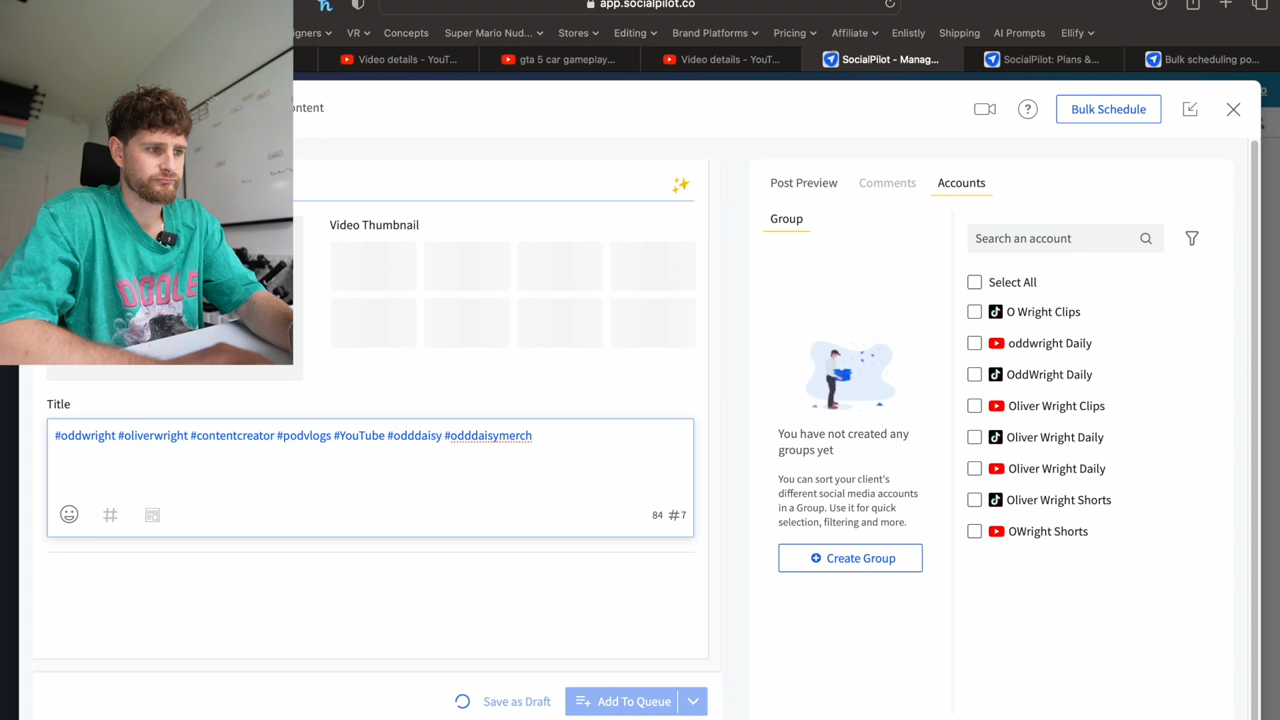 app.socialpilot.co
igners
VR
Concepts
Super Mario Nud...
Stores
Editing
Brand Platforms
Pricing
Affiliate
Enlistly
Shipping
AI Prompts
Ellify
Video details - YouT...
gta 5 car gameplay...
Video details - YouT...
SocialPilot - Manag...
SocialPilot: Plans &...
Bulk scheduling po...
ontent
Bulk Schedule
Post Preview
Comments
Accounts
Video Thumbnail
Group
Search an account
Select All
O Wright Clips
oddwright Daily
OddWright Daily
Oliver Wright Clips
Oliver Wright Daily
Oliver Wright Daily
Oliver Wright Shorts
OWright Shorts
You have not created any
groups yet
You can sort your client's
different social media accounts
in a Group. Use it for quick
selection, filtering and more.
Create Group
Title
#oddwright #oliverwright #contentcreator #podvlogs #YouTube #odddaisy #odddaisymerch
84 #7
Save as Draft
Add To Queue